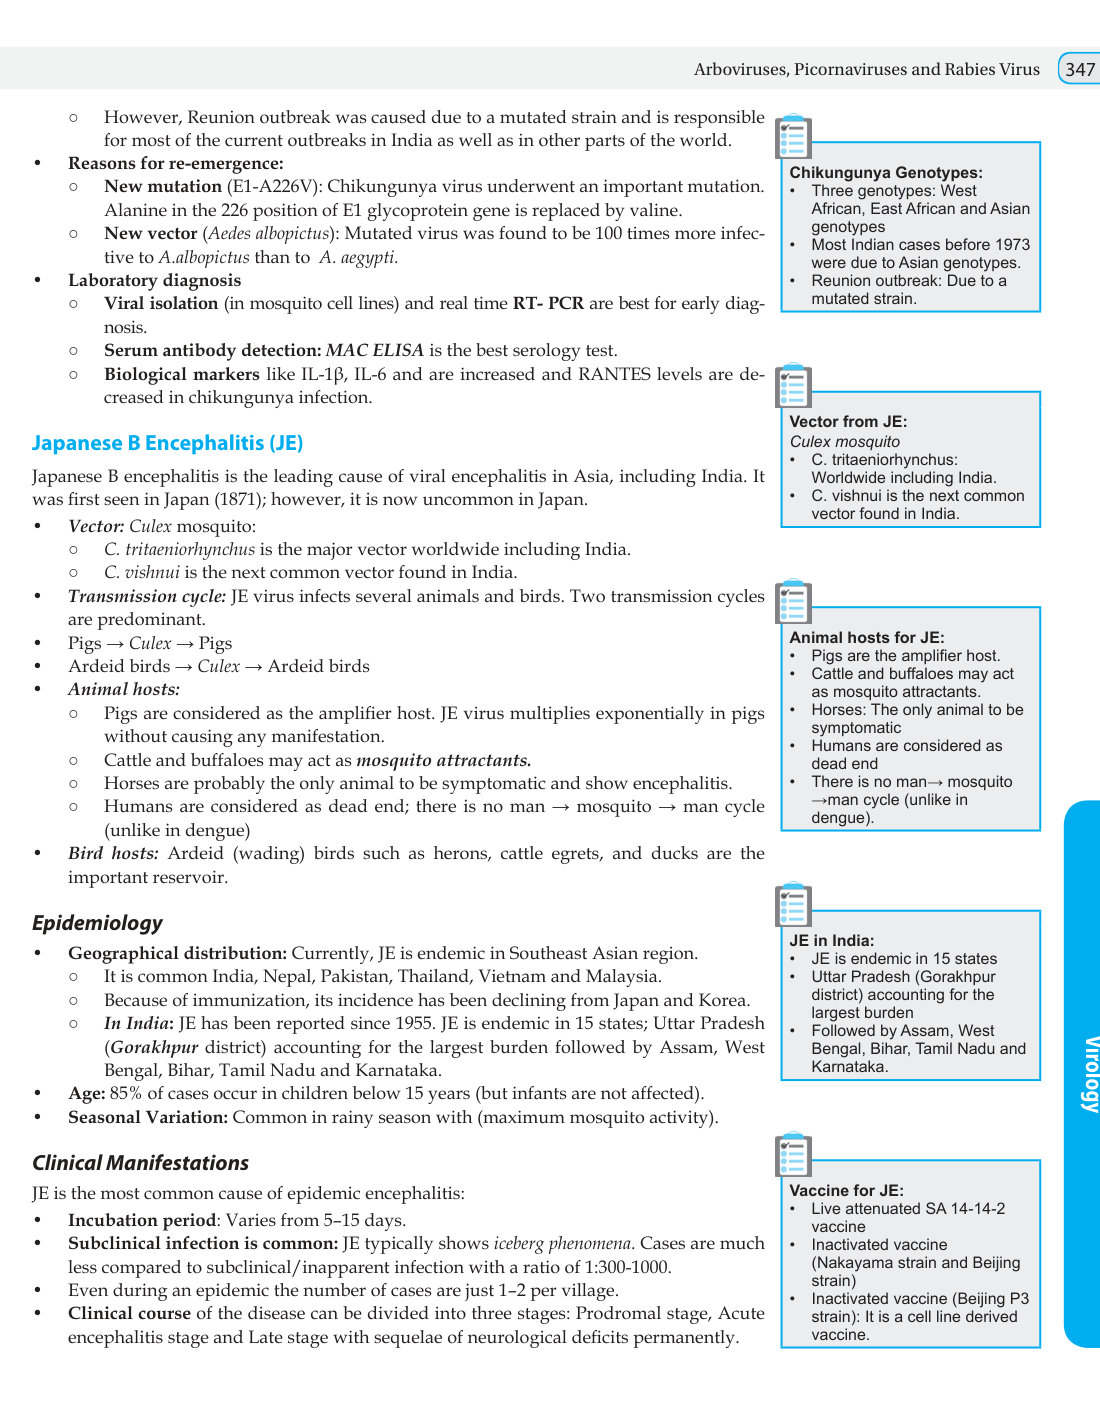 Arboviruses, Picornaviruses and Rabies Virus 347
○ However, Reunion outbreak was caused due to a mutated strain and is responsible
for most of the current outbreaks in India as well as in other parts of the world.
• Reasons for re-emergence:
○ New mutation (E1-A226V): Chikungunya virus underwent an important mutation.
Alanine in the 226 position of E1 glycoprotein gene is replaced by valine.
○ New vector (Aedes albopictus): Mutated virus was found to be 100 times more infec-
tive to A.albopictus than to A. aegypti.
• Laboratory diagnosis
○ Viral isolation (in mosquito cell lines) and real time RT- PCR are best for early diag-
nosis.
○ Serum antibody detection: MAC ELISA is the best serology test.
○ Biological markers like IL-1β, IL-6 and are increased and RANTES levels are de-
creased in chikungunya infection.
Japanese B Encephalitis (JE)
Japanese B encephalitis is the leading cause of viral encephalitis in Asia, including India. It
was first seen in Japan (1871); however, it is now uncommon in Japan.
• Vector: Culex mosquito:
○ C. tritaeniorhynchus is the major vector worldwide including India.
○ C. vishnui is the next common vector found in India.
• Transmission cycle: JE virus infects several animals and birds. Two transmission cycles
are predominant.
• Pigs → Culex → Pigs
• Ardeid birds → Culex → Ardeid birds
• Animal hosts:
○ Pigs are considered as the amplifier host. JE virus multiplies exponentially in pigs
without causing any manifestation.
○ Cattle and buffaloes may act as mosquito attractants.
○ Horses are probably the only animal to be symptomatic and show encephalitis.
○ Humans are considered as dead end; there is no man → mosquito → man cycle
(unlike in dengue)
• Bird hosts: Ardeid (wading) birds such as herons, cattle egrets, and ducks are the
important reservoir.
Epidemiology
• Geographical distribution: Currently, JE is endemic in Southeast Asian region.
○ It is common India, Nepal, Pakistan, Thailand, Vietnam and Malaysia.
○ Because of immunization, its incidence has been declining from Japan and Korea.
○ In India: JE has been reported since 1955. JE is endemic in 15 states; Uttar Pradesh
(Gorakhpur district) accounting for the largest burden followed by Assam, West
Bengal, Bihar, Tamil Nadu and Karnataka.
• Age: 85% of cases occur in children below 15 years (but infants are not affected).
• Seasonal Variation: Common in rainy season with (maximum mosquito activity).
Clinical Manifestations
JE is the most common cause of epidemic encephalitis:
• Incubation period: Varies from 5–15 days.
• Subclinical infection is common: JE typically shows iceberg phenomena. Cases are much
less compared to subclinical/inapparent infection with a ratio of 1:300-1000.
• Even during an epidemic the number of cases are just 1–2 per village.
• Clinical course of the disease can be divided into three stages: Prodromal stage, Acute
encephalitis stage and Late stage with sequelae of neurological deficits permanently.
Chikungunya Genotypes:
• Three genotypes: West
African, East African and Asian
genotypes
• Most Indian cases before 1973
were due to Asian genotypes.
• Reunion outbreak: Due to a
mutated strain.
Vector from JE:
Culex mosquito
• C. tritaeniorhynchus:
Worldwide including India.
• C. vishnui is the next common
vector found in India.
Animal hosts for JE:
• Pigs are the amplifier host.
• Cattle and buffaloes may act
as mosquito attractants.
• Horses: The only animal to be
symptomatic
• Humans are considered as
dead end
• There is no man→ mosquito
→man cycle (unlike in
dengue).
JE in India:
• JE is endemic in 15 states
• Uttar Pradesh (Gorakhpur
district) accounting for the
largest burden
• Followed by Assam, West
Bengal, Bihar, Tamil Nadu and
Karnataka.
Vaccine for JE:
• Live attenuated SA 14-14-2
vaccine
• Inactivated vaccine
(Nakayama strain and Beijing
strain)
• Inactivated vaccine (Beijing P3
strain): It is a cell line derived
vaccine.
Virology